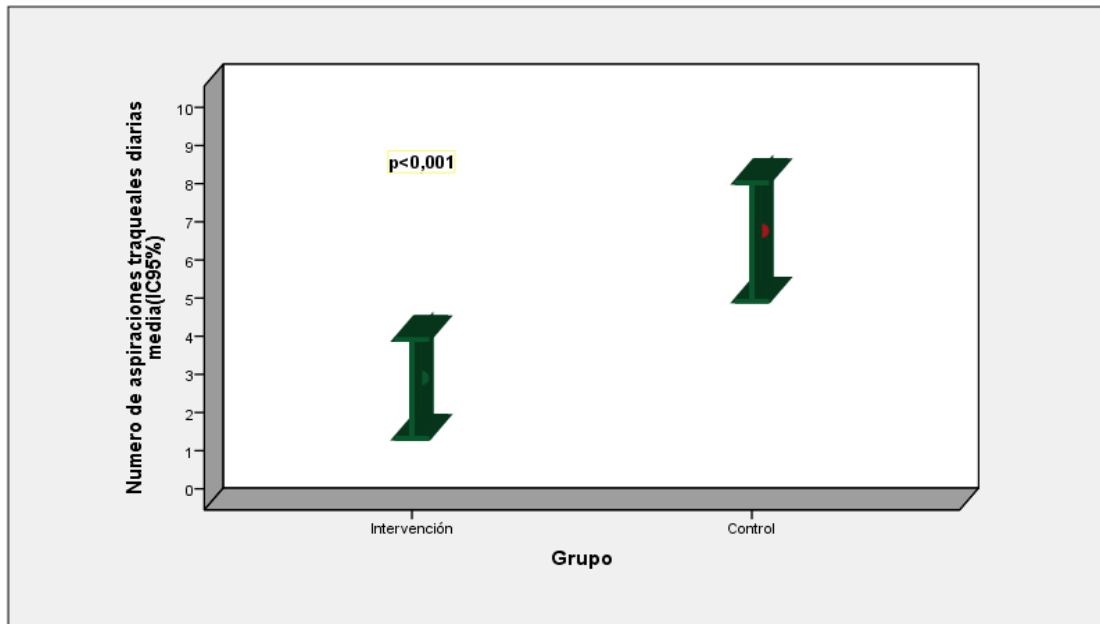 Numero de aspiraciones traqueales diarias
media(IC95%)
10
9
8
7
6
5
4
3
2
1
0
p<0,001
Intervención
Control
Grupo